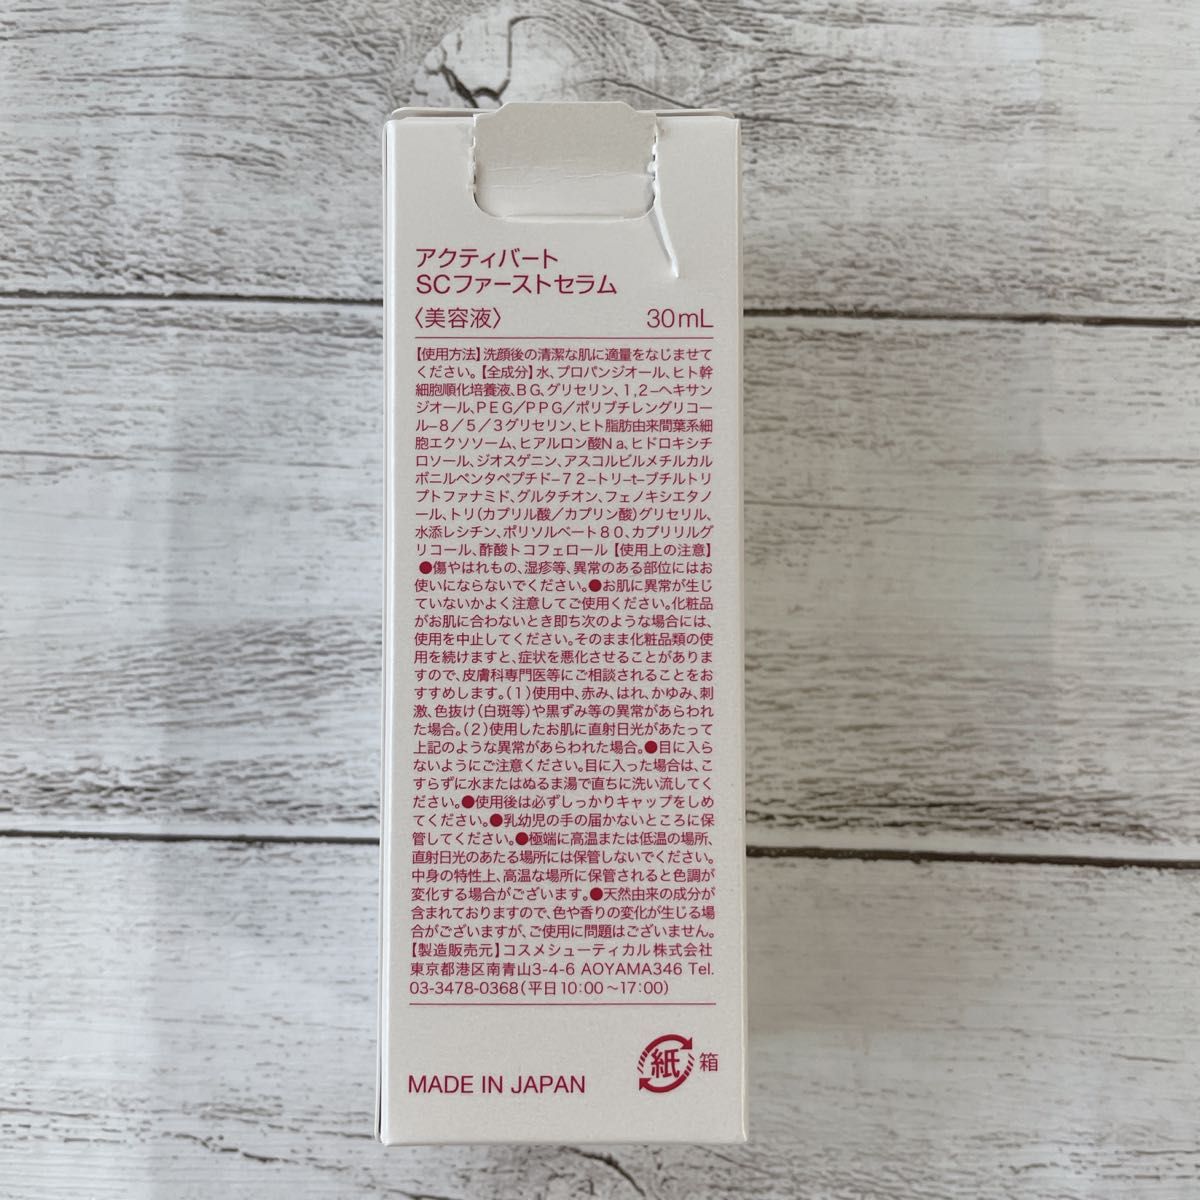 アクティバート
SCファーストセラム
〈美容液〉 30mL
【使用方法】洗顔後の清潔な肌に適量をなじませて
ください。【全成分】水、プロパンジオール、ヒト幹
細胞順化培養液、BG、グリセリン、1,2–ヘキサン
ジオール、PEG/PPG/ポリブチレングリコー
ル–8/5/3グリセリン、ヒト脂肪由来間葉系細
胞エクソソーム、ヒアルロン酸Na、ヒドロキシチ
ロソール、ジオスゲニン、アスコルビルメチルカル
ボニルペンタペプチド–72–トリ–t–ブチルトリ
プトファナミド、グルタチオン、フェノキシエタノ
ール、トリ(カプリル酸/カプリン酸)グリセリル、
水添レシチン、ポリソルベート80、カプリリルグ
リコール、酢酸トコフェロール【使用上の注意】
●傷やはれもの、湿疹等、異常のある部位にはお
使いにならないでください。●お肌に異常が生じ
ていないかよく注意してご使用ください。化粧品
がお肌に合わないとき即ち次のような場合には、
使用を中止してください。そのまま化粧品類の使
用を続けますと、症状を悪化させることがありま
すので、皮膚科専門医等にご相談されることをお
すすめします。(1)使用中、赤み、はれ、かゆみ、刺
激、色抜け(白斑等)や黒ずみ等の異常があらわれ
た場合。(2)使用したお肌に直射日光があたって
上記のような異常があらわれた場合。●目に入ら
ないようにご注意ください。目に入った場合は、こ
すらずに水またはぬるま湯で直ちに洗い流してく
ださい。●使用後は必ずしっかりキャップをしめ
てください。●乳幼児の手の届かないところに保
管してください。●極端に高温または低温の場所、
直射日光のあたる場所には保管しないでください。
中身の特性上、高温な場所に保管されると色調が
変化する場合がございます。●天然由来の成分が
含まれておりますので、色や香りの変化が生じる場
合がございますが、ご使用に問題はございません。
【製造販売元】コスメシューティカル株式会社
東京都港区南青山3-4-6 AOYAMA346 Tel.
03-3478-0368(平日10:00～17:00)
紙 箱
MADE IN JAPAN